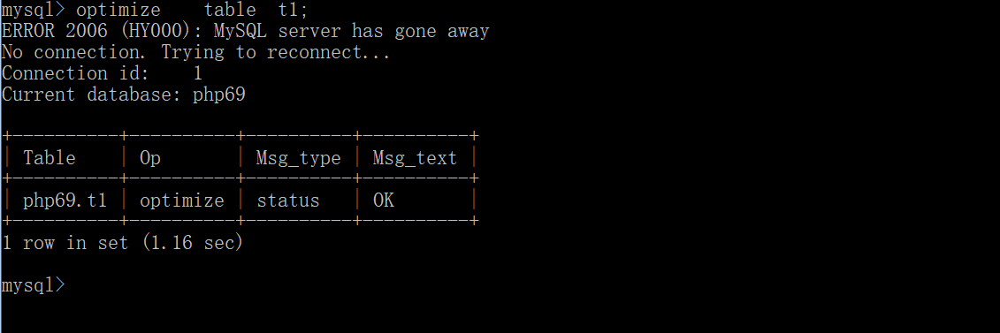 mysql> optimize    table  t1;
ERROR 2006 (HY000): MySQL server has gone away
No connection. Trying to reconnect...
Connection id:    1
Current database: php69

+----------+----------+----------+----------+
| Table    | Op       | Msg_type | Msg_text |
+----------+----------+----------+----------+
| php69.t1 | optimize | status   | OK       |
+----------+----------+----------+----------+
1 row in set (1.16 sec)

mysql>